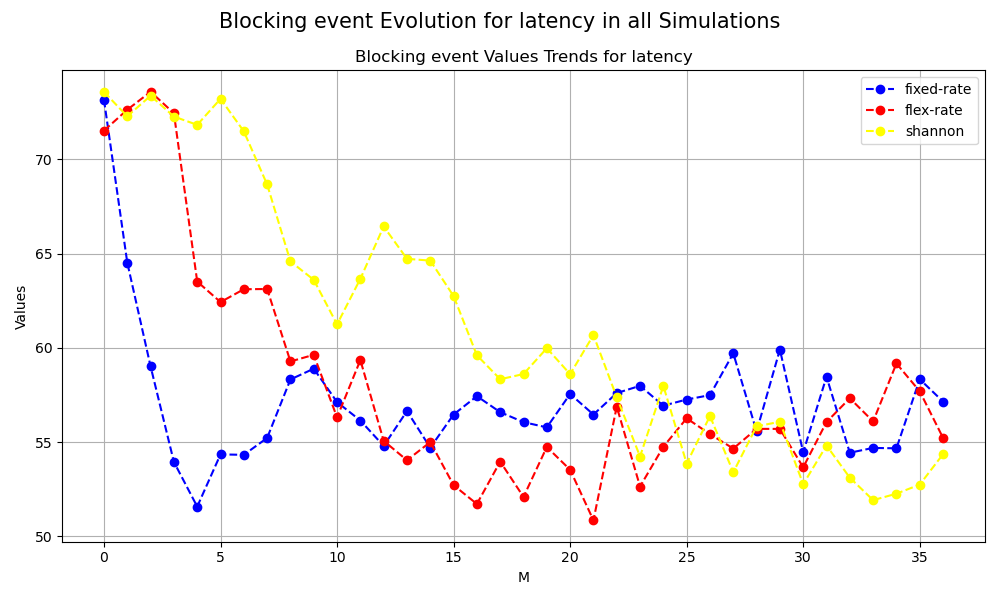 Blocking event Evolution for latency in all Simulations
Blocking event Values Trends for latency
fixed-rate
flex-rate
shannon
Values
70
65
60
55
50
0 5 10 15 20 25 30 35
M